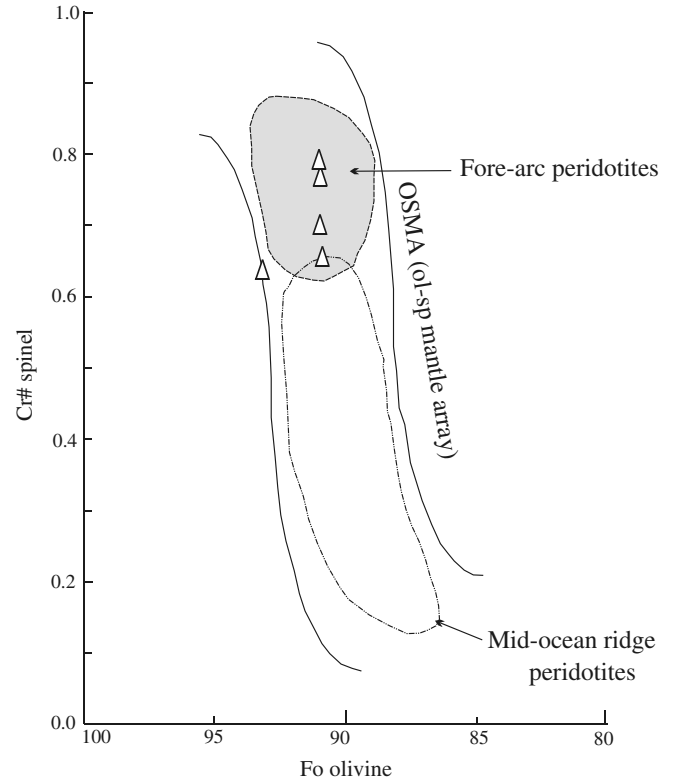 1.0
0.8
0.6
0.4
0.2
0.0
Cr# spinel
Fore-arc peridotites
OSMA (ol-sp mantle array)
Mid-ocean ridge
peridotites
100
95
90
85
80
Fo olivine